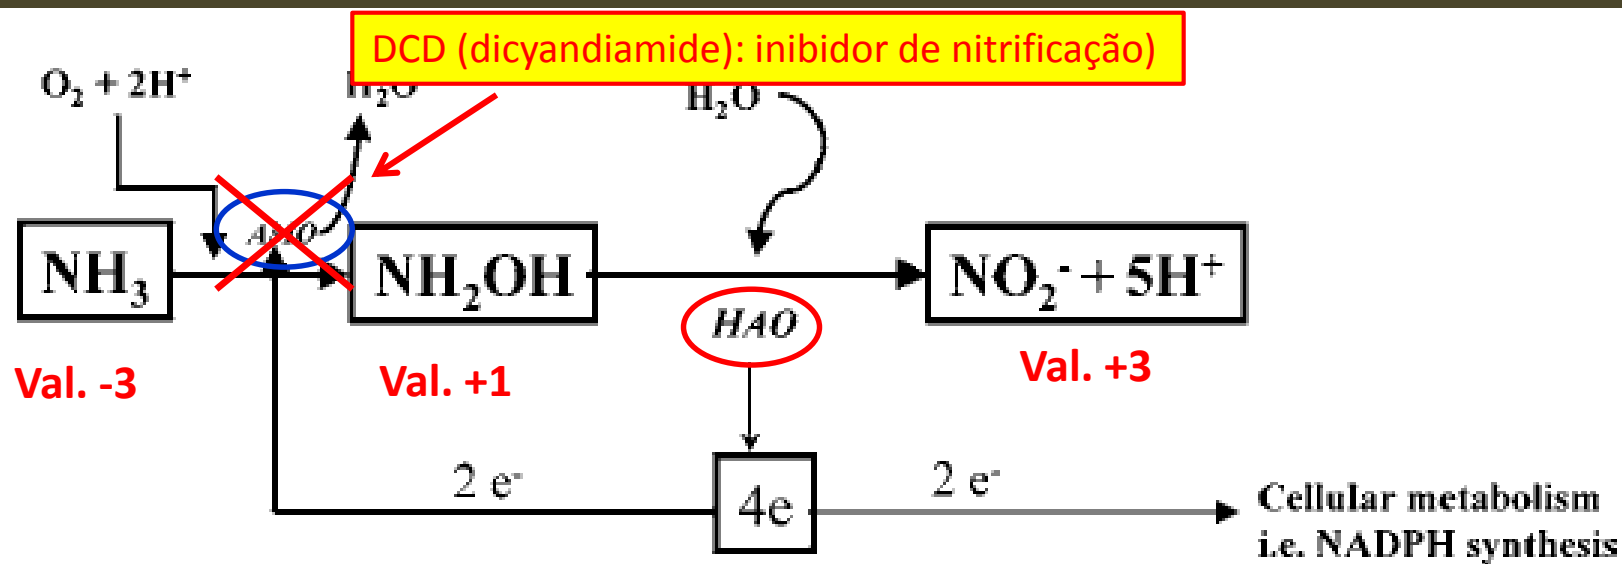 DCD (dicyandiamide): inibidor de nitrificação)
O₂ + 2H⁺
H₂O
H₂O
NH₃
NH₂OH
NO₂⁻ + 5H⁺
HAO
Val. -3
Val. +1
Val. +3
2 e⁻
4e
2 e⁻
Cellular metabolism
i.e. NADPH synthesis